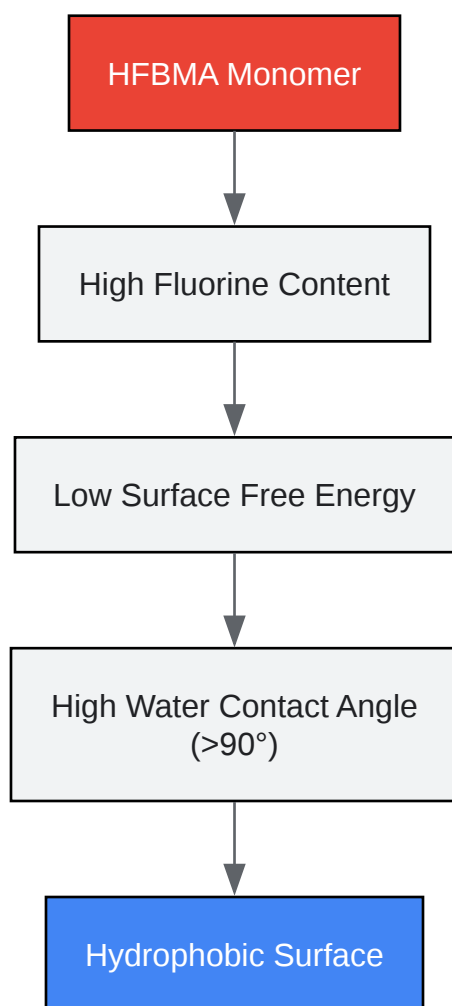 HFBMA Monomer
High Fluorine Content
Low Surface Free Energy
High Water Contact Angle
(>90°)
Hydrophobic Surface